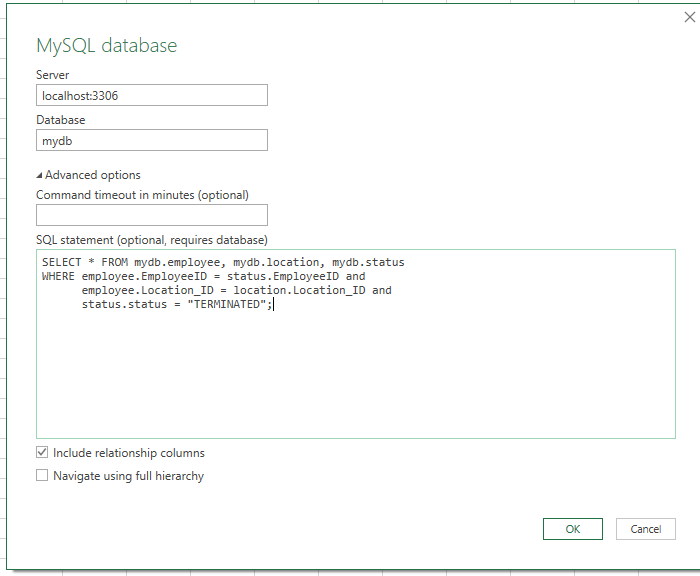 MySQL database
Server
localhost:3306
Database
mydb
Advanced options
Command timeout in minutes (optional)
SQL statement (optional, requires database)
SELECT * FROM mydb.employee, mydb.location, mydb.status
WHERE employee.EmployeeID = status.EmployeeID and
      employee.Location_ID = location.Location_ID and
      status.status = "TERMINATED";
Include relationship columns
Navigate using full hierarchy
OK Cancel